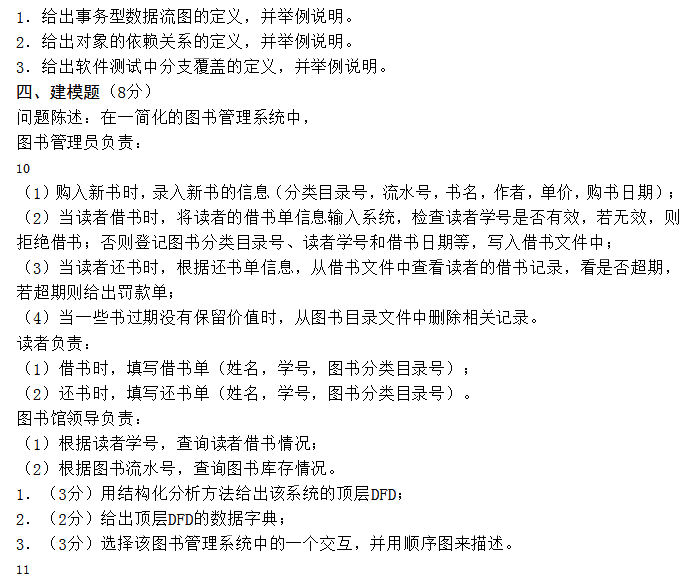 1．给出事务型数据流图的定义，并举例说明。
2．给出对象的依赖关系的定义，并举例说明。
3．给出软件测试中分支覆盖的定义，并举例说明。
四、建模题（8分）
问题陈述：在一简化的图书管理系统中，
图书管理员负责：
10
（1）购入新书时，录入新书的信息（分类目录号，流水号，书名，作者，单价，购书日期）；
（2）当读者借书时，将读者的借书单信息输入系统，检查读者学号是否有效，若无效，则
拒绝借书；否则登记图书分类目录号、读者学号和借书日期等，写入借书文件中；
（3）当读者还书时，根据还书单信息，从借书文件中查看读者的借书记录，看是否超期，
若超期则给出罚款单；
（4）当一些书过期没有保留价值时，从图书目录文件中删除相关记录。
读者负责：
（1）借书时，填写借书单（姓名，学号，图书分类目录号）；
（2）还书时，填写还书单（姓名，学号，图书分类目录号）。
图书馆领导负责：
（1）根据读者学号，查询读者借书情况；
（2）根据图书流水号，查询图书库存情况。
1．（3分）用结构化分析方法给出该系统的顶层DFD；
2．（2分）给出顶层DFD的数据字典；
3．（3分）选择该图书管理系统中的一个交互，并用顺序图来描述。
11